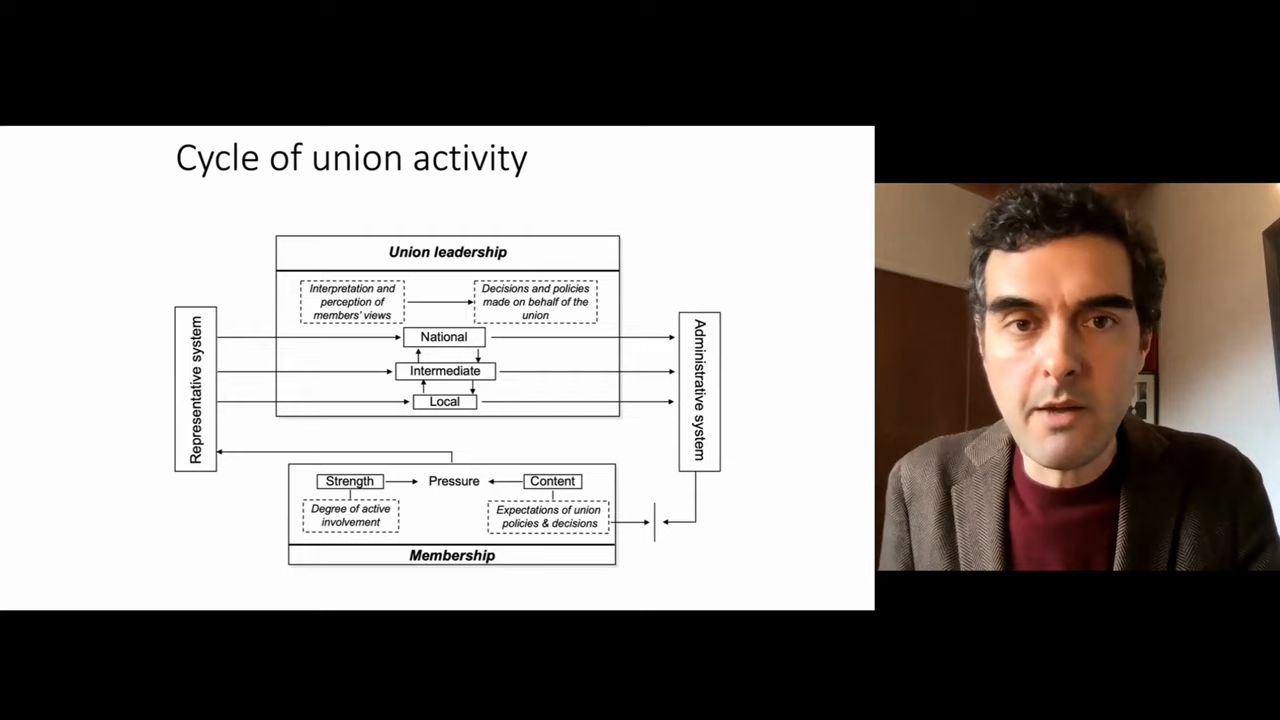 Cycle of union activity
Union leadership
Interpretation and
perception of
members' views
Decisions and policies
made on behalf of the
union
National
Intermediate
Local
Representative system
Administrative system
Strength
Pressure
Content
Degree of active
involvement
Expectations of union
policies & decisions
Membership